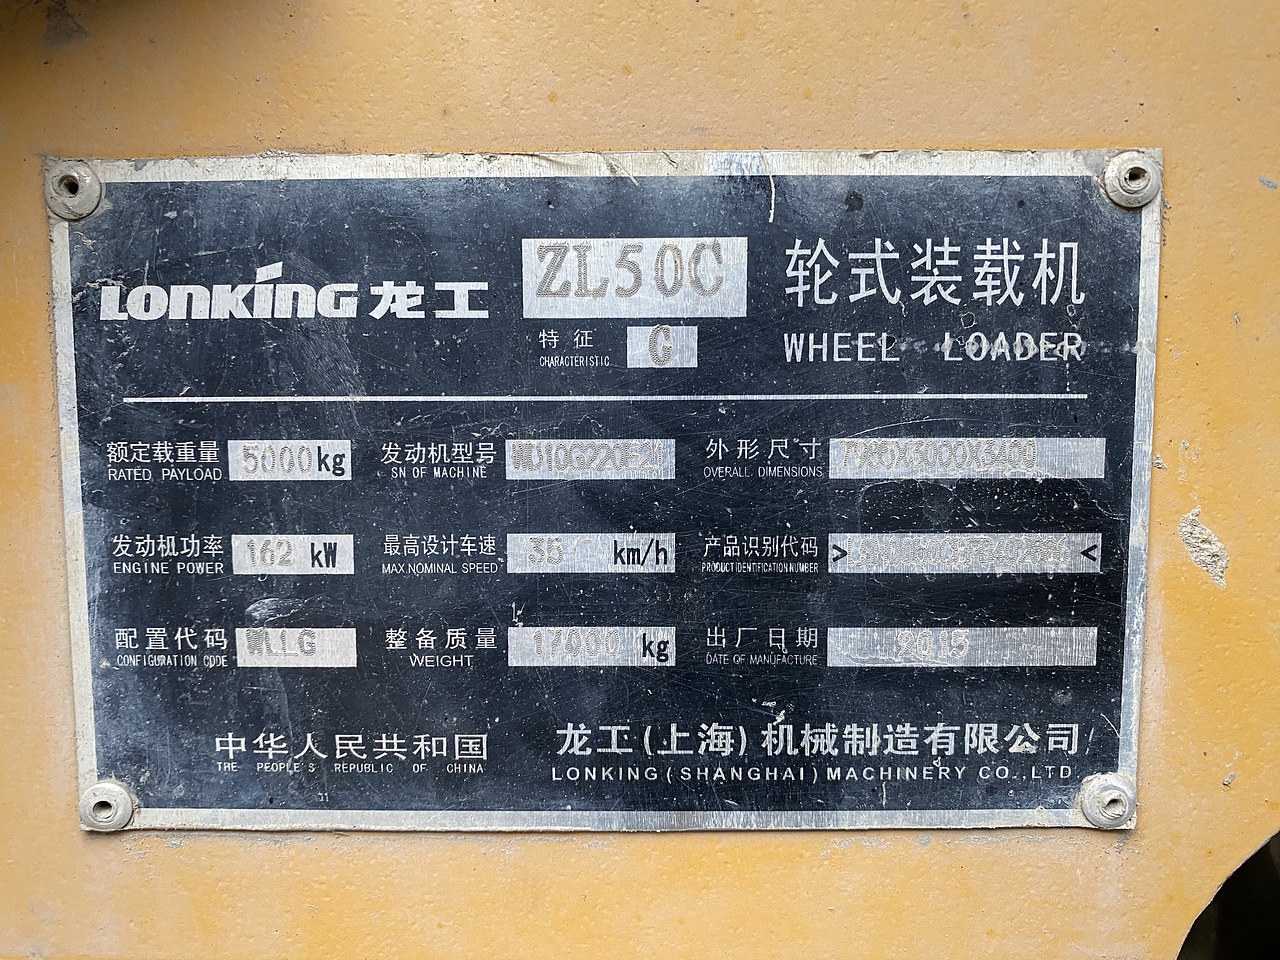 LONKING 龙工 ZL50C 轮式装载机
特征 C WHEEL LOADER
CHARACTERISTIC
额定载重量 5000kg 发动机型号 WD10G220E21 外形尺寸
RATED PAYLOAD SN OF MACHINE OVERALL DIMENSIONS
发动机功率 162 kW 最高设计车速 35 km/h 产品识别代码 > <
ENGINE POWER MAX.NOMINAL SPEED PRODUCT IDENTIFICATION NUMBER
配置代码 WLLG 整备质量 17000 kg 出厂日期 2015
CONFIGURATION CODE WEIGHT DATE OF MANUFACTURE
中华人民共和国 龙工(上海)机械制造有限公司
THE PEOPLE'S REPUBLIC OF CHINA LONKING(SHANGHAI)MACHINERY CO.,LTD